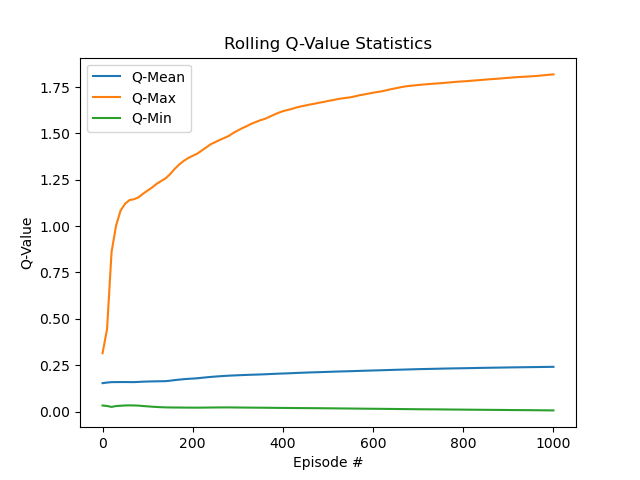 Rolling Q-Value Statistics
Q-Mean
Q-Max
Q-Min
Q-Value
1.75
1.50
1.25
1.00
0.75
0.50
0.25
0.00
0 200 400 600 800 1000
Episode #